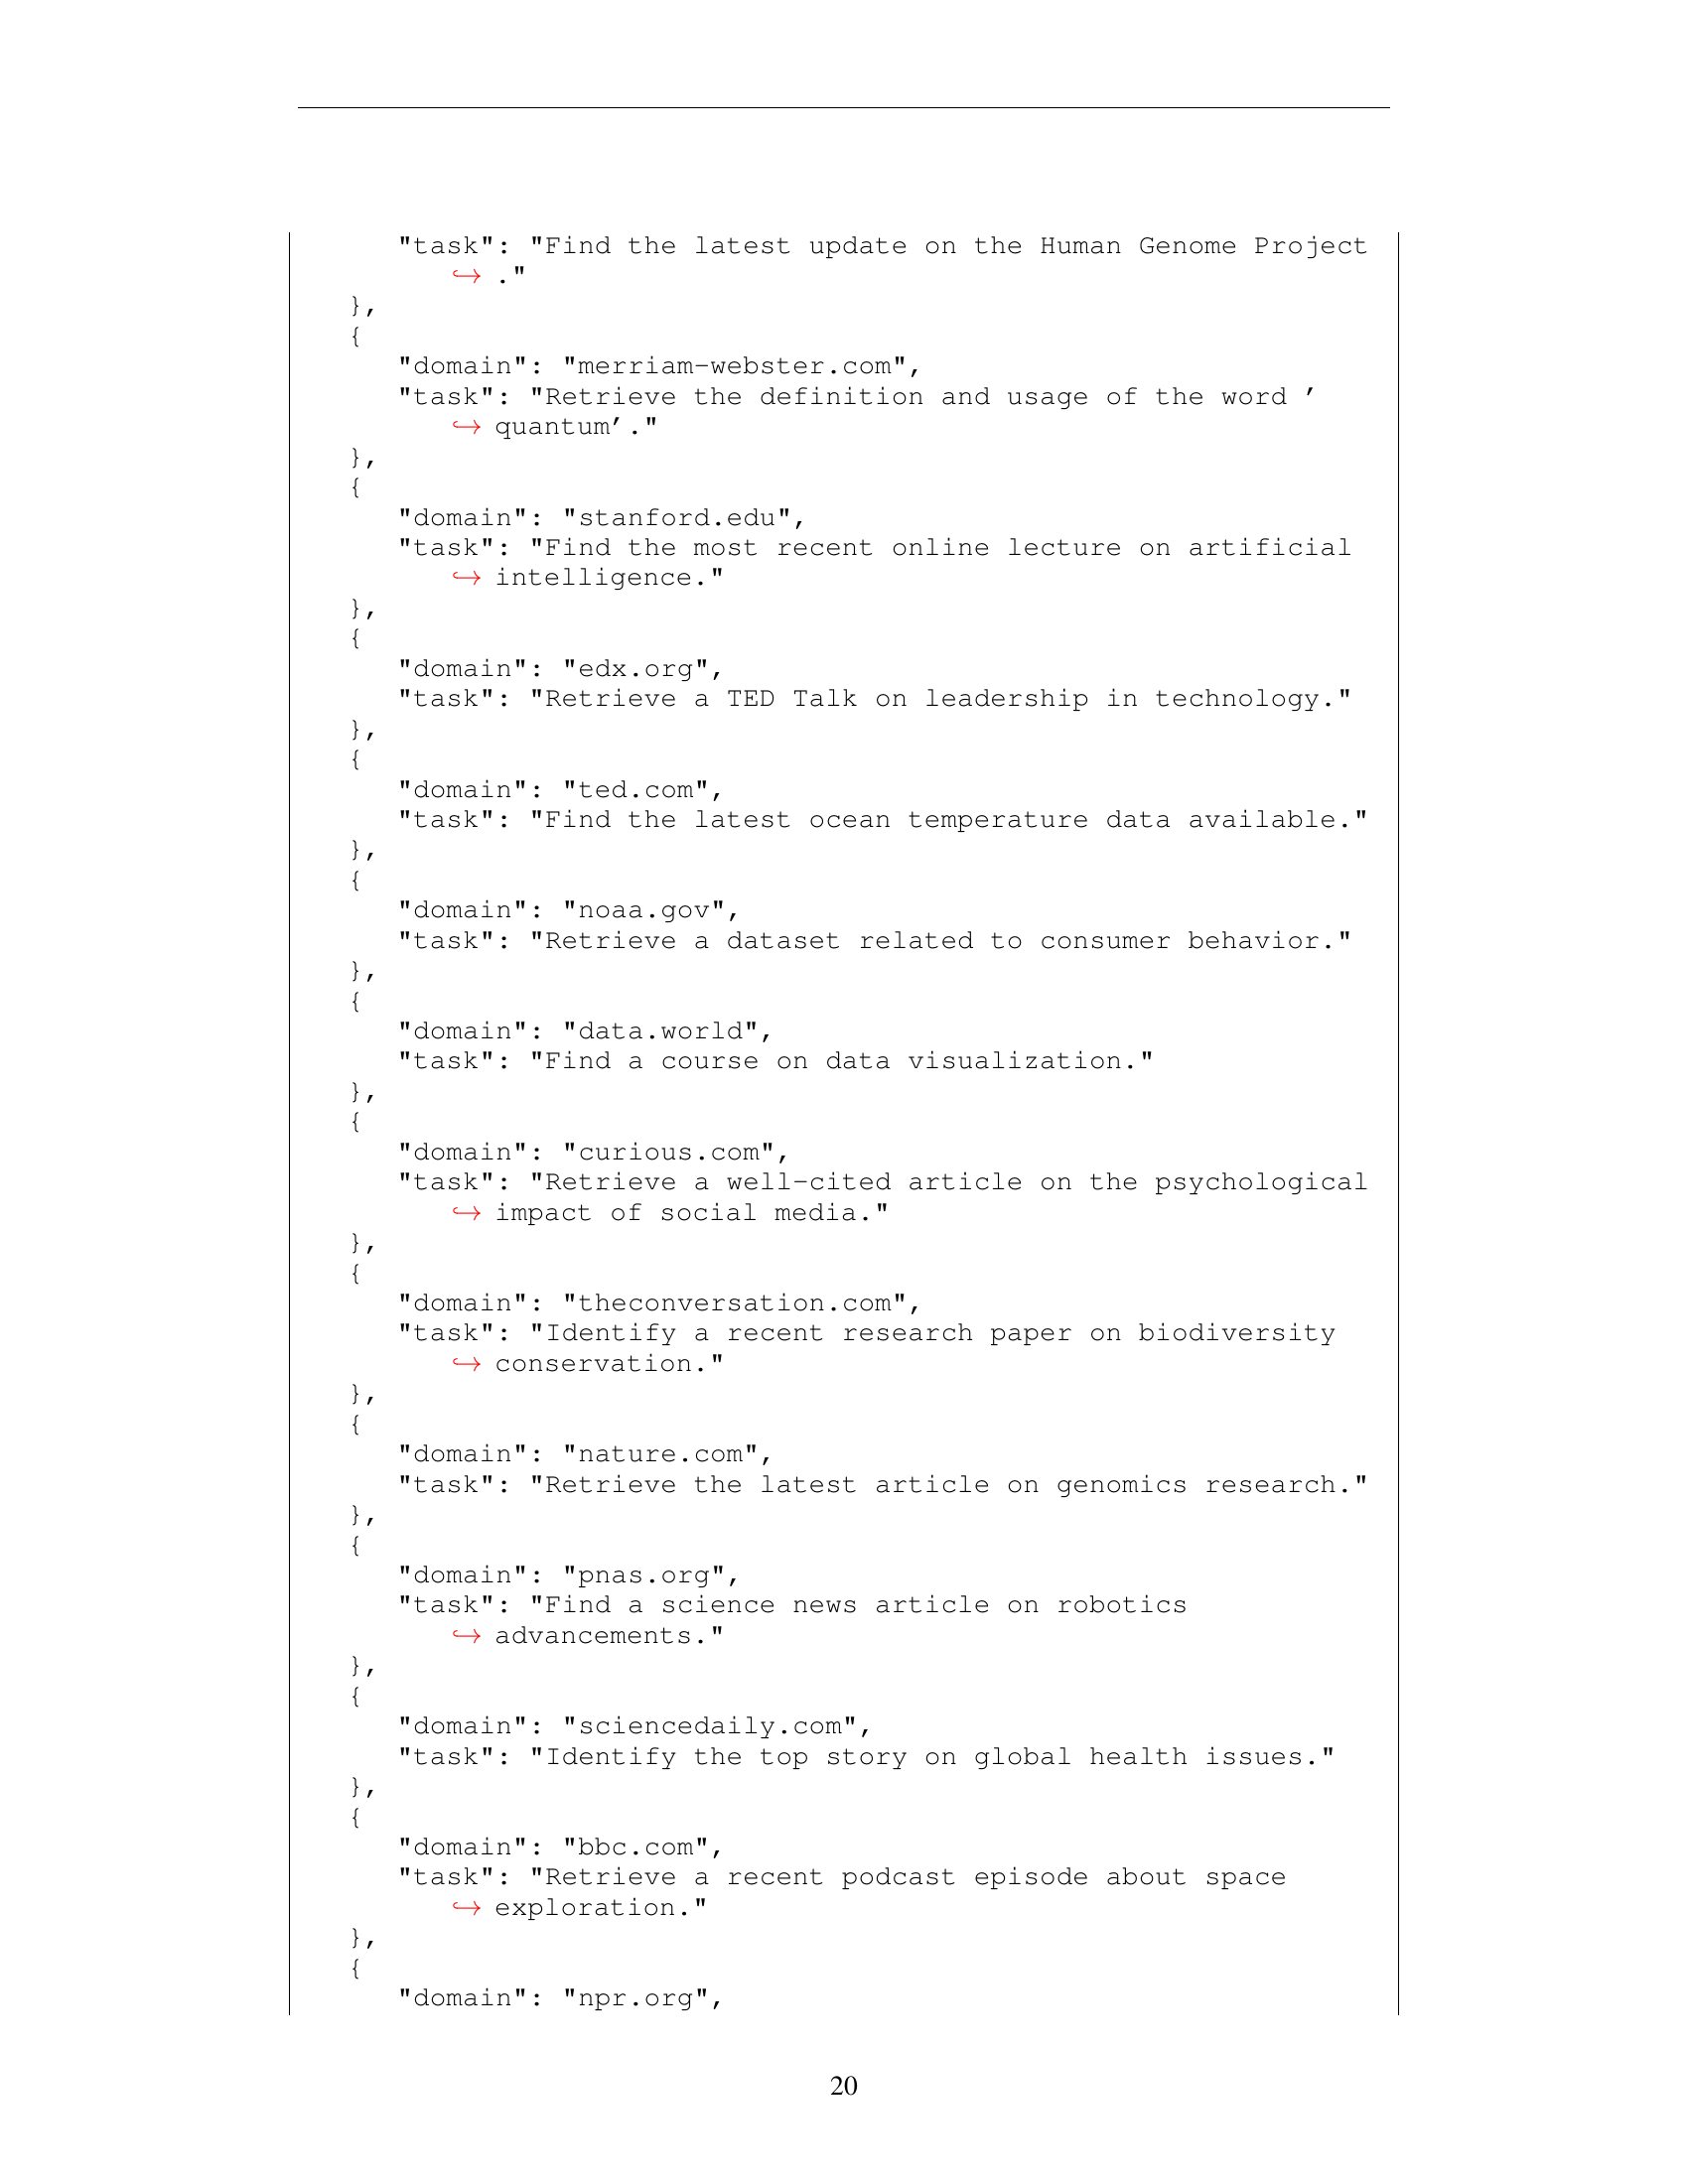 "task": "Find the latest update on the Human Genome Project
↪ ."
},
{
"domain": "merriam-webster.com",
"task": "Retrieve the definition and usage of the word ’
↪ quantum’."
},
{
"domain": "stanford.edu",
"task": "Find the most recent online lecture on artificial
↪ intelligence."
},
{
"domain": "edx.org",
"task": "Retrieve a TED Talk on leadership in technology."
},
{
"domain": "ted.com",
"task": "Find the latest ocean temperature data available."
},
{
"domain": "noaa.gov",
"task": "Retrieve a dataset related to consumer behavior."
},
{
"domain": "data.world",
"task": "Find a course on data visualization."
},
{
"domain": "curious.com",
"task": "Retrieve a well-cited article on the psychological
↪ impact of social media."
},
{
"domain": "theconversation.com",
"task": "Identify a recent research paper on biodiversity
↪ conservation."
},
{
"domain": "nature.com",
"task": "Retrieve the latest article on genomics research."
},
{
"domain": "pnas.org",
"task": "Find a science news article on robotics
↪ advancements."
},
{
"domain": "sciencedaily.com",
"task": "Identify the top story on global health issues."
},
{
"domain": "bbc.com",
"task": "Retrieve a recent podcast episode about space
↪ exploration."
},
{
"domain": "npr.org",
20